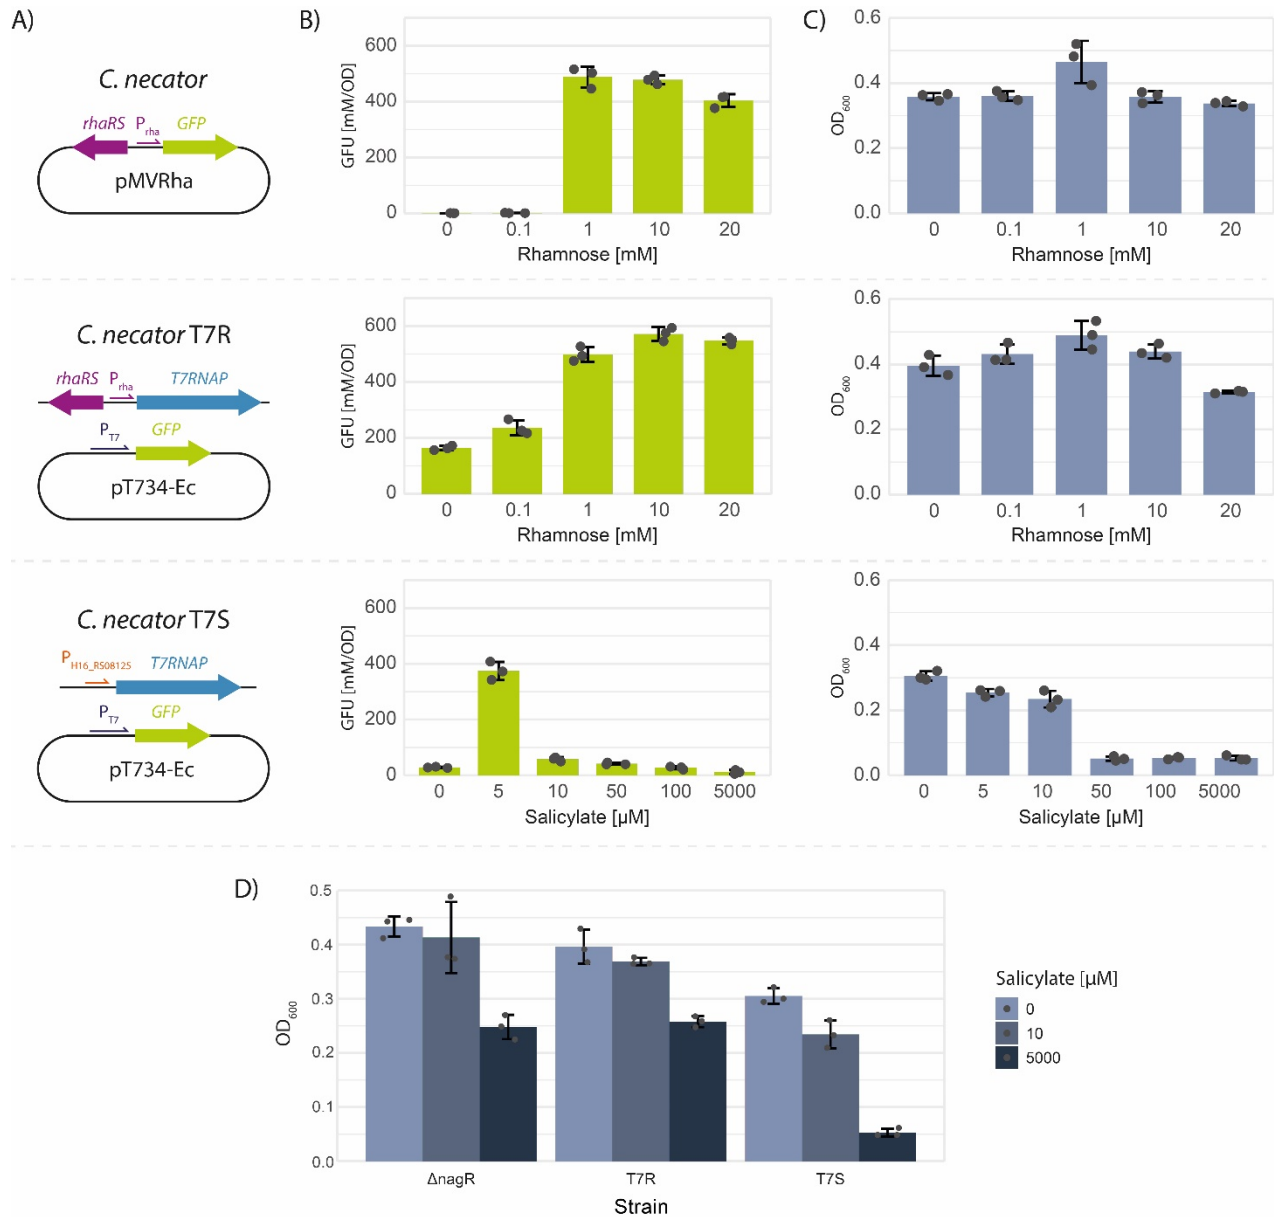 A)
C. necator
rhaRS Prha GFP
pMVRha
B)
GFU [mM/OD]
600
400
200
0
0 0.1 1 10 20
Rhamnose [mM]
C)
OD600
0.6
0.4
0.2
0.0
0 0.1 1 10 20
Rhamnose [mM]
C. necator T7R
rhaRS Prha T7RNAP
PT7 GFP
pT734-Ec
GFU [mM/OD]
600
400
200
0
0 0.1 1 10 20
Rhamnose [mM]
OD600
0.6
0.4
0.2
0.0
0 0.1 1 10 20
Rhamnose [mM]
C. necator T7S
PH16_RS08125 T7RNAP
PT7 GFP
pT734-Ec
GFU [mM/OD]
600
400
200
0
0 5 10 50 100 5000
Salicylate [µM]
OD600
0.6
0.4
0.2
0.0
0 5 10 50 100 5000
Salicylate [µM]
D)
OD600
0.5
0.4
0.3
0.2
0.1
0.0
ΔnagR T7R T7S
Strain
Salicylate [µM]
0
10
5000